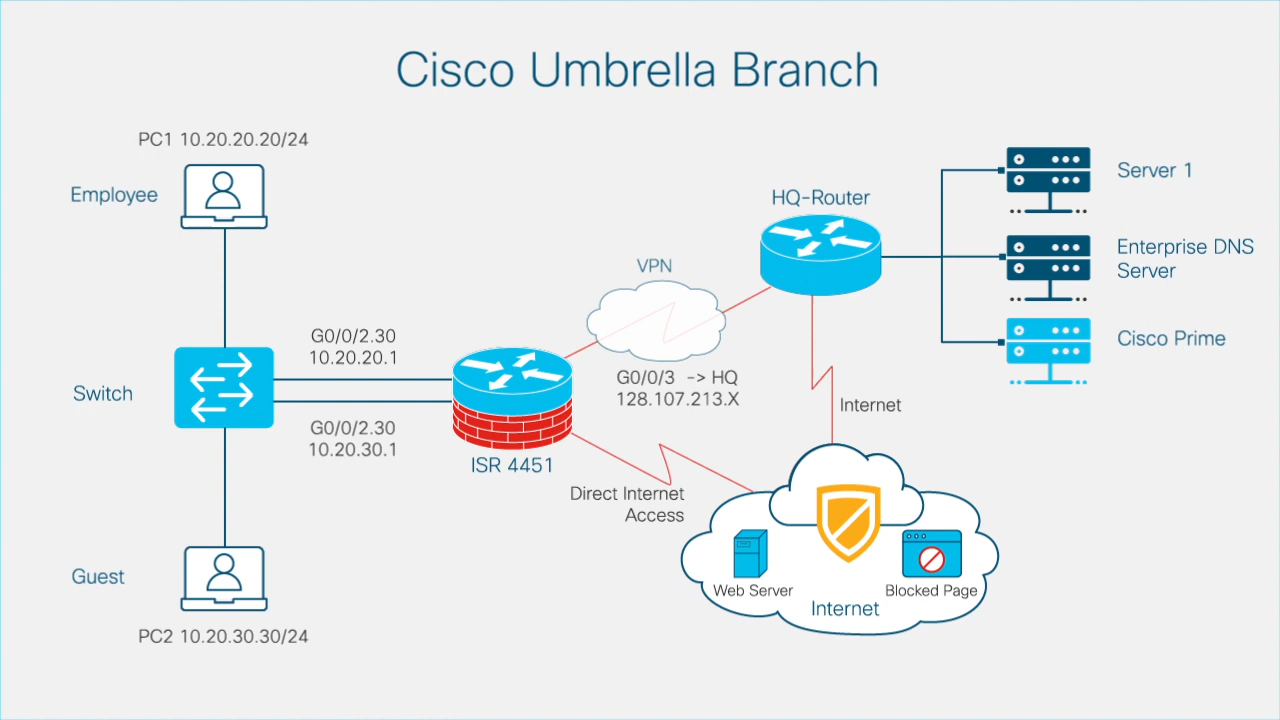 Cisco Umbrella Branch
PC1 10.20.20.20/24
Employee
Switch
Guest
PC2 10.20.30.30/24
G0/0/2.30
10.20.20.1
G0/0/2.30
10.20.30.1
ISR 4451
VPN
G0/0/3 -> HQ
128.107.213.X
Direct Internet
Access
HQ-Router
Internet
Server 1
Enterprise DNS
Server
Cisco Prime
Web Server
Blocked Page
Internet